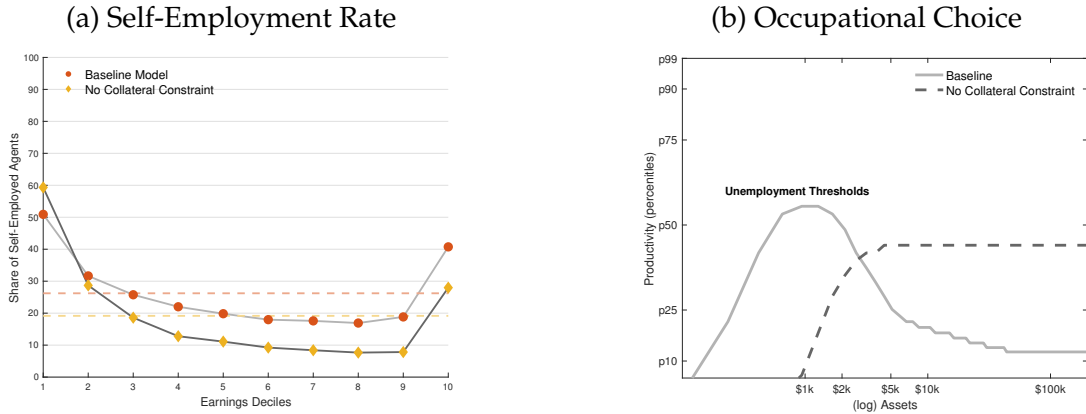 (a) Self-Employment Rate
100
90
80
70
60
50
40
30
20
10
0
Share of Self-Employed Agents
Baseline Model
No Collateral Constraint
1 2 3 4 5 6 7 8 9 10
Earnings Deciles
(b) Occupational Choice
p99
p90
p75
p50
p25
p10
Productivity (percenitles)
Baseline
No Collateral Constraint
Unemployment Thresholds
$1k $2k $5k $10k $100k
(log) Assets